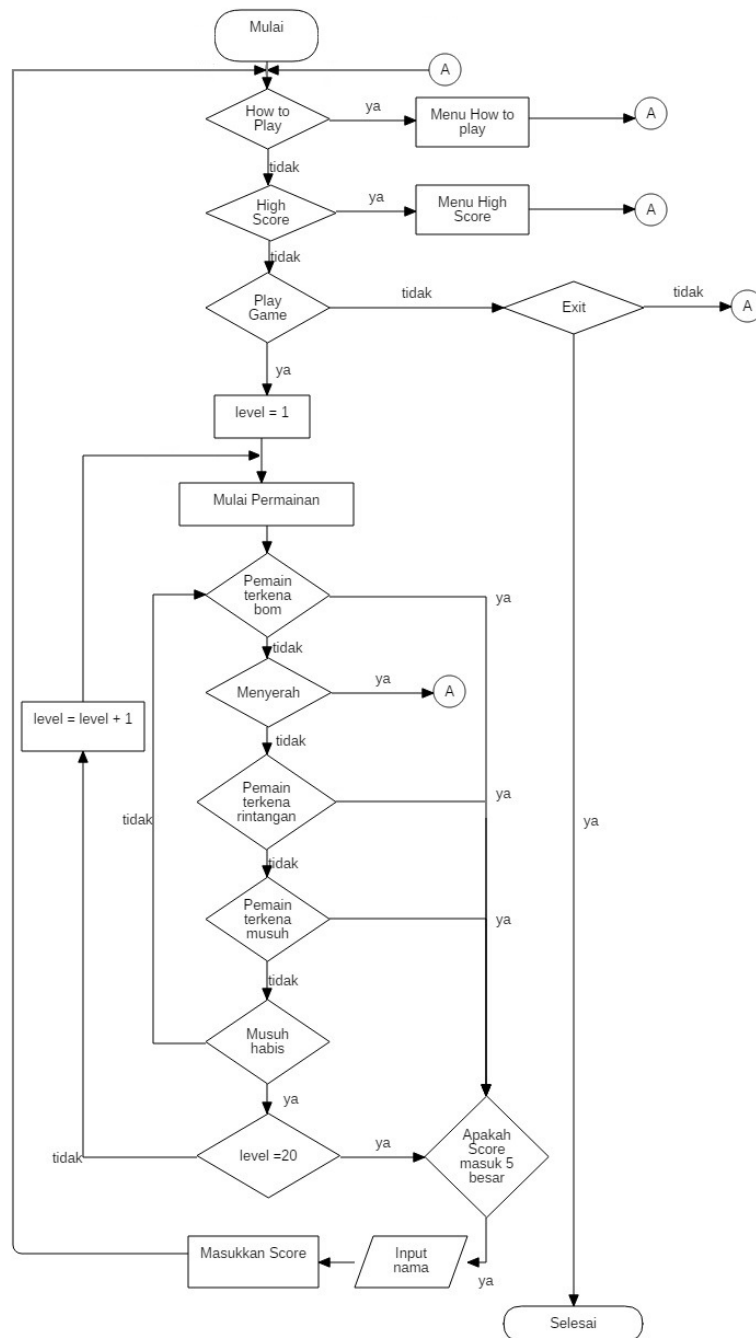 Mulai
A
How to
Play
ya
Menu How to
play
A
tidak
High
Score
ya
Menu High
Score
A
tidak
Play
Game
tidak
Exit
tidak
A
ya
level = 1
Mulai Permainan
Pemain
terkena
bom
ya
tidak
Menyerah
ya
A
level = level + 1
tidak
Pemain
terkena
rintangan
ya
tidak
ya
tidak
Pemain
terkena
musuh
ya
tidak
Musuh
habis
ya
tidak
level =20
ya
Apakah
Score
masuk 5
besar
Masukkan Score
Input
nama
ya
Selesai